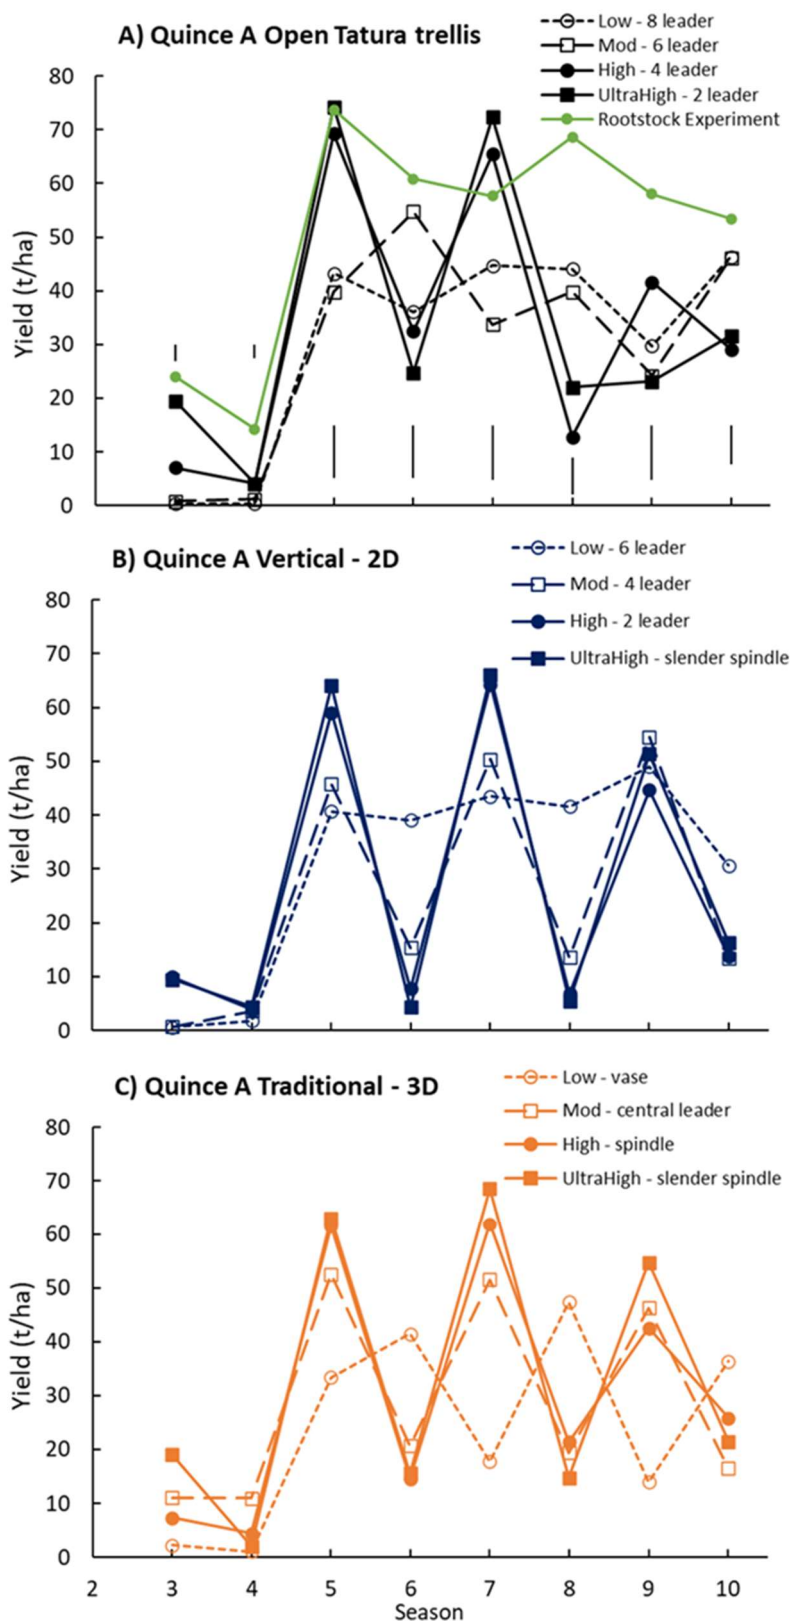 A) Quince A Open Tatura trellis
Low - 8 leader
Mod - 6 leader
High - 4 leader
UltraHigh - 2 leader
Rootstock Experiment
80
70
60
50
40
30
20
10
0
Yield (t/ha)
B) Quince A Vertical - 2D
Low - 6 leader
Mod - 4 leader
High - 2 leader
UltraHigh - slender spindle
80
70
60
50
40
30
20
10
0
Yield (t/ha)
C) Quince A Traditional - 3D
Low - vase
Mod - central leader
High - spindle
UltraHigh - slender spindle
80
70
60
50
40
30
20
10
0
Yield (t/ha)
2 3 4 5 6 7 8 9 10
Season